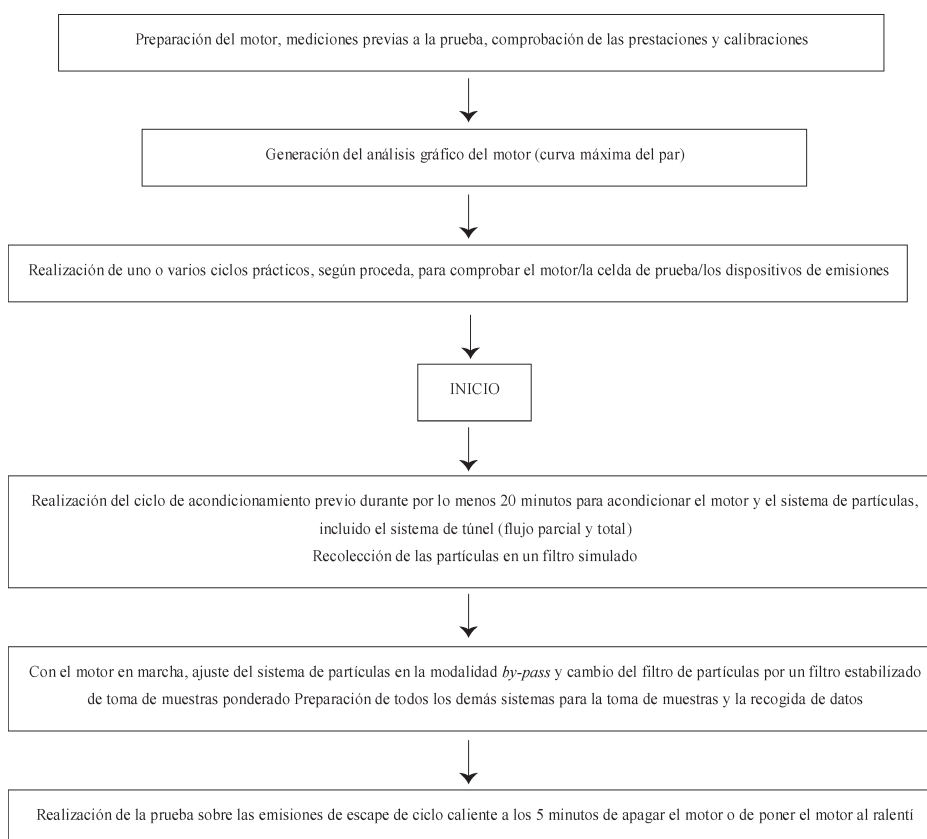 Preparación del motor, mediciones previas a la prueba, comprobación de las prestaciones y calibraciones
Generación del análisis gráfico del motor (curva máxima del par)
Realización de uno o varios ciclos prácticos, según proceda, para comprobar el motor/la celda de prueba/los dispositivos de emisiones
INICIO
Realización del ciclo de acondicionamiento previo durante por lo menos 20 minutos para acondicionar el motor y el sistema de partículas,
incluido el sistema de túnel (flujo parcial y total)
Recolección de las partículas en un filtro simulado
Con el motor en marcha, ajuste del sistema de partículas en la modalidad by-pass y cambio del filtro de partículas por un filtro estabilizado
de toma de muestras ponderado Preparación de todos los demás sistemas para la toma de muestras y la recogida de datos
Realización de la prueba sobre las emisiones de escape de ciclo caliente a los 5 minutos de apagar el motor o de poner el motor al ralentí